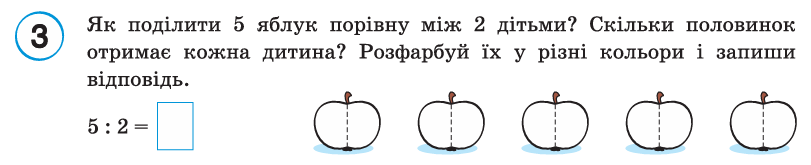 3
Як поділити 5 яблук порівну між 2 дітьми? Скільки половинок
отримає кожна дитина? Розфарбуй їх у різні кольори і запиши
відповідь.
5 : 2 =